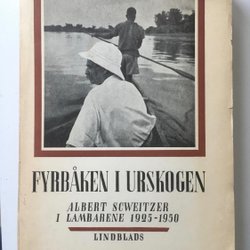 FYRBÅKEN I URSKOGEN
ALBERT SCWEITZER
I LAMBARENE 1925-1950
LINDBLADS